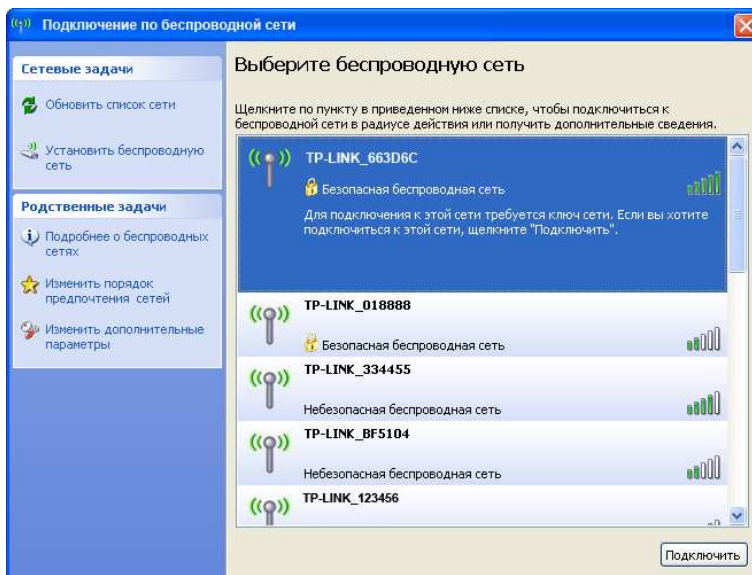 Подключение по беспроводной сети
Сетевые задачи
Обновить список сети
Установить беспроводную
сеть
Родственные задачи
Подробнее о беспроводных
сетях
Изменить порядок
предпочтения сетей
Изменить дополнительные
параметры
Выберите беспроводную сеть
Щелкните по пункту в приведенном ниже списке, чтобы подключиться к
беспроводной сети в радиусе действия или получить дополнительные сведения.
TP-LINK_663D6C
Безопасная беспроводная сеть
Для подключения к этой сети требуется ключ сети. Если вы хотите
подключиться к этой сети, щелкните "Подключить".
TP-LINK_018888
Безопасная беспроводная сеть
TP-LINK_334455
Небезопасная беспроводная сеть
TP-LINK_BF5104
Небезопасная беспроводная сеть
TP-LINK_123456
Подключить